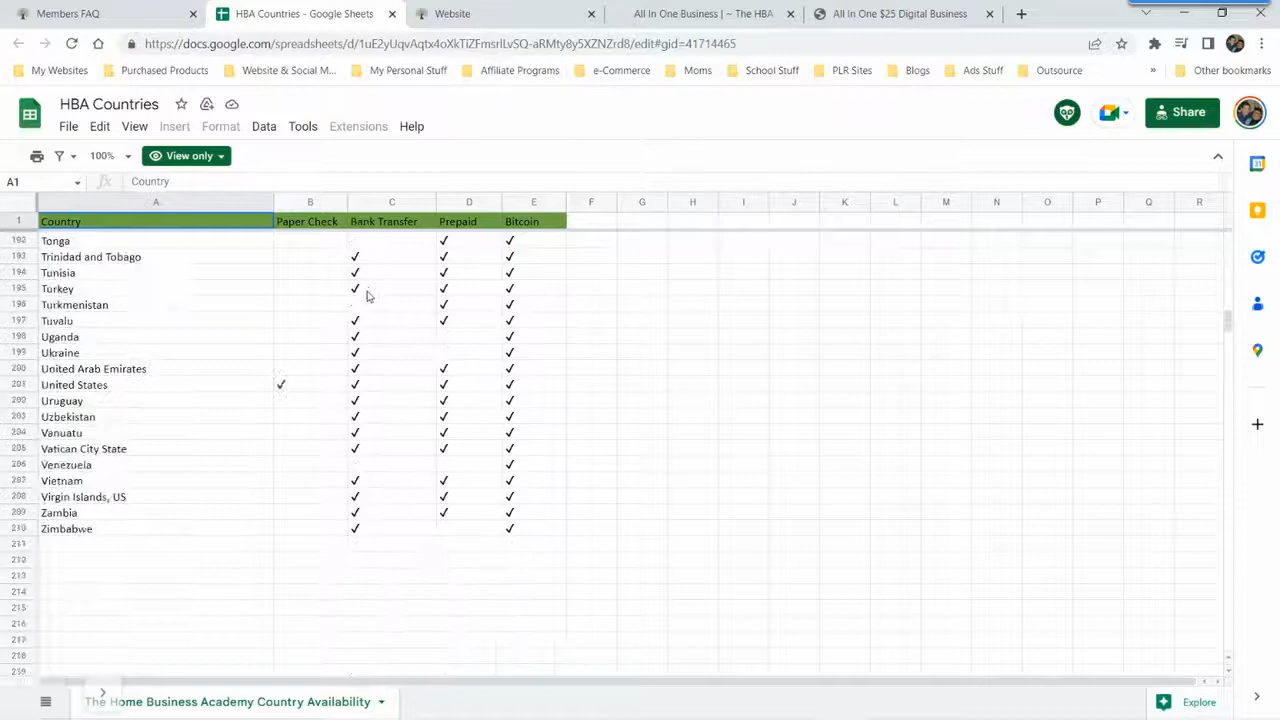 Members FAQ
HBA Countries - Google Sheets
Website
All In One Business | ~ The HBA
All In One $25 Digital Business
https://docs.google.com/spreadsheets/d/1uE2yUqvAqtx4oXkTiZFmsrlLvSQ-aRMty8y5XZNZrd8/edit#gid=41714465
My Websites
Purchased Products
Website & Social M...
My Personal Stuff
Affiliate Programs
e-Commerce
Moms
School Stuff
PLR Sites
Blogs
Ads Stuff
Outsource
»
Other bookmarks
HBA Countries
File Edit View Insert Format Data Tools Extensions Help
Share
100%
View only
A1
fx Country
A B C D E F G H I J K L M N O P Q R
1 Country Paper Check Bank Transfer Prepaid Bitcoin
192 Tonga ✓ ✓
193 Trinidad and Tobago ✓ ✓ ✓
194 Tunisia ✓ ✓ ✓
195 Turkey ✓ ✓ ✓
196 Turkmenistan ✓ ✓
197 Tuvalu ✓ ✓ ✓
198 Uganda ✓ ✓
199 Ukraine ✓ ✓
200 United Arab Emirates ✓ ✓ ✓
201 United States ✓ ✓ ✓ ✓
202 Uruguay ✓ ✓ ✓
203 Uzbekistan ✓ ✓ ✓
204 Vanuatu ✓ ✓ ✓
205 Vatican City State ✓ ✓ ✓
206 Venezuela ✓
207 Vietnam ✓ ✓ ✓
208 Virgin Islands, US ✓ ✓ ✓
209 Zambia ✓ ✓ ✓
210 Zimbabwe ✓ ✓
211
212
213
214
215
216
217
218
219
The Home Business Academy Country Availability
Explore